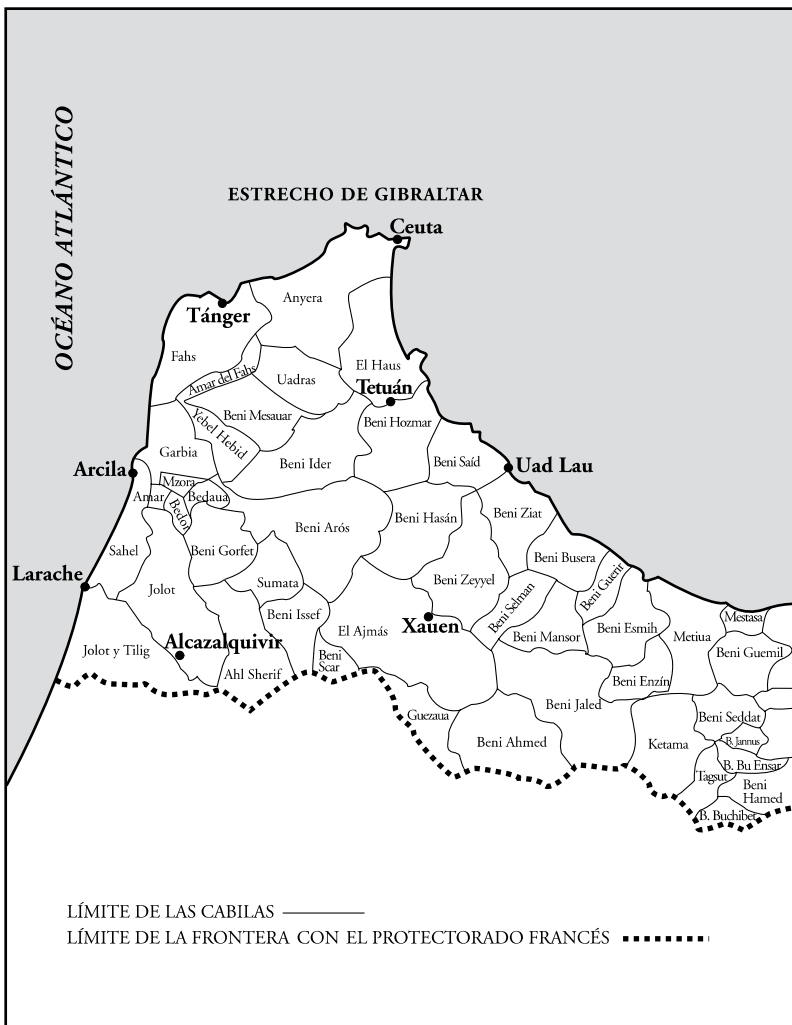 OCÉANO ATLÁNTICO
ESTRECHO DE GIBRALTAR
Ceuta
Anyera
Tánger
Fahs
El Haus
Amar del Fahs
Uadras
Tetuán
Yebel Hebid
Beni Mesauar
Beni Hozmar
Garbia
Beni Ider
Beni Saíd
Uad Lau
Arcila
Mzora
Amar
Bedor
Bedaua
Beni Arós
Beni Hasán
Beni Ziat
Sahel
Beni Gorfet
Beni Busera
Larache
Jolot
Sumata
Beni Zeyyel
Beni Selman
Beni Guerir
Beni Issef
El Ajmás
Xauen
Beni Mansor
Beni Esmih
Metiua
Mestasa
Jolot y Tilig
Alcazalquivir
Beni
Scar
Beni Guemil
Ahl Sherif
Beni Enzín
Guezaua
Beni Jaled
Beni Seddat
Beni Ahmed
Ketama
B. Jannus
B. Bu Ensar
Tagsut
Beni
Hamed
B. Buchibet
LÍMITE DE LAS CABILAS
LÍMITE DE LA FRONTERA CON EL PROTECTORADO FRANCÉS